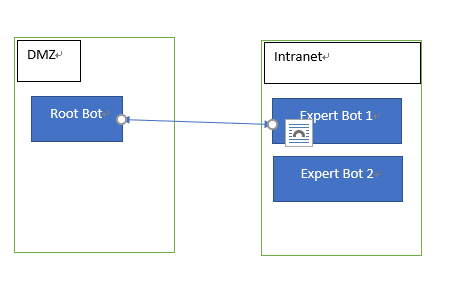 DMZ
Intranet
Root Bot
Expert Bot 1
Expert Bot 2